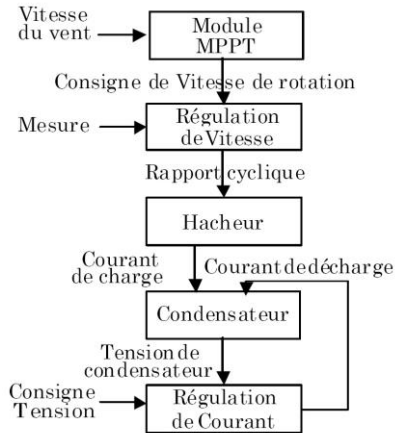 Vitesse
du vent
Module
MPPT
Consigne de Vitesse de rotation
Mesure
Régulation
de Vitesse
Rapport cyclique
Hacheur
Courant
de charge
Courant de décharge
Condensateur
Tension de
condensateur
Consigne
Tension
Régulation
de Courant